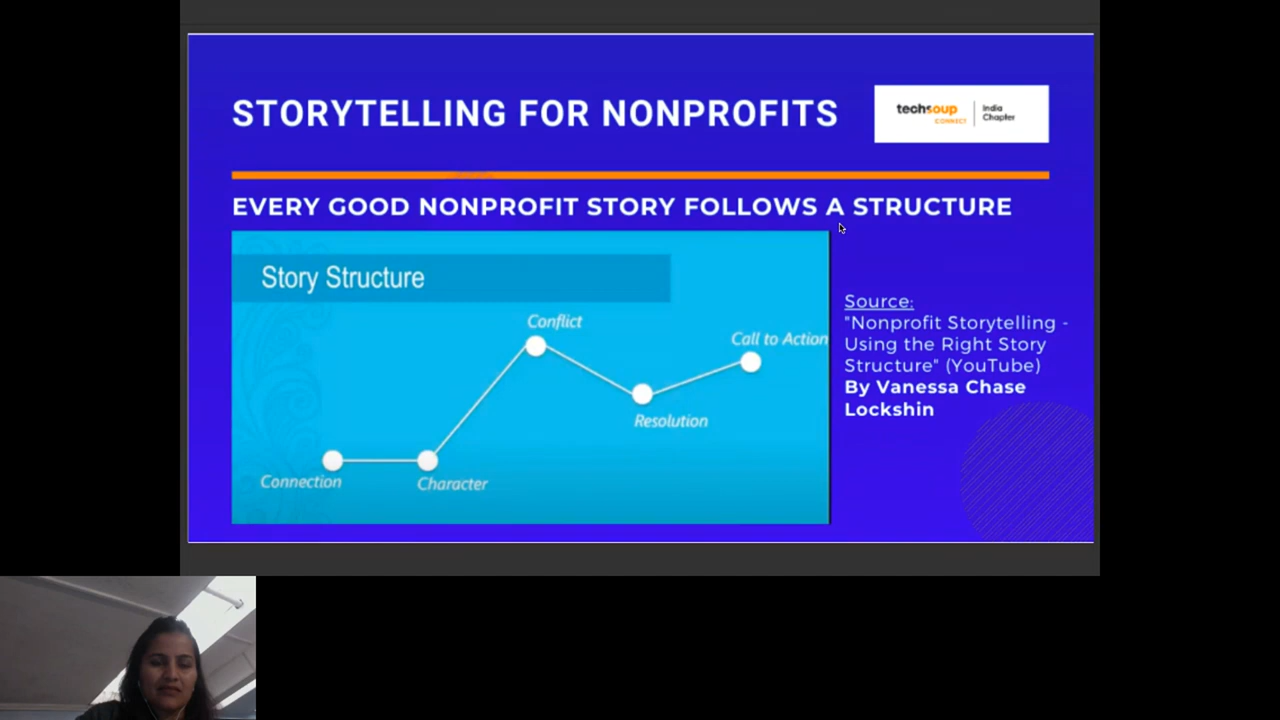 STORYTELLING FOR NONPROFITS
techsoup
CONNECT
India
Chapter
EVERY GOOD NONPROFIT STORY FOLLOWS A STRUCTURE
Story Structure
Conflict
Call to Action
Resolution
Connection
Character
Source:
"Nonprofit Storytelling -
Using the Right Story
Structure" (YouTube)
By Vanessa Chase
Lockshin